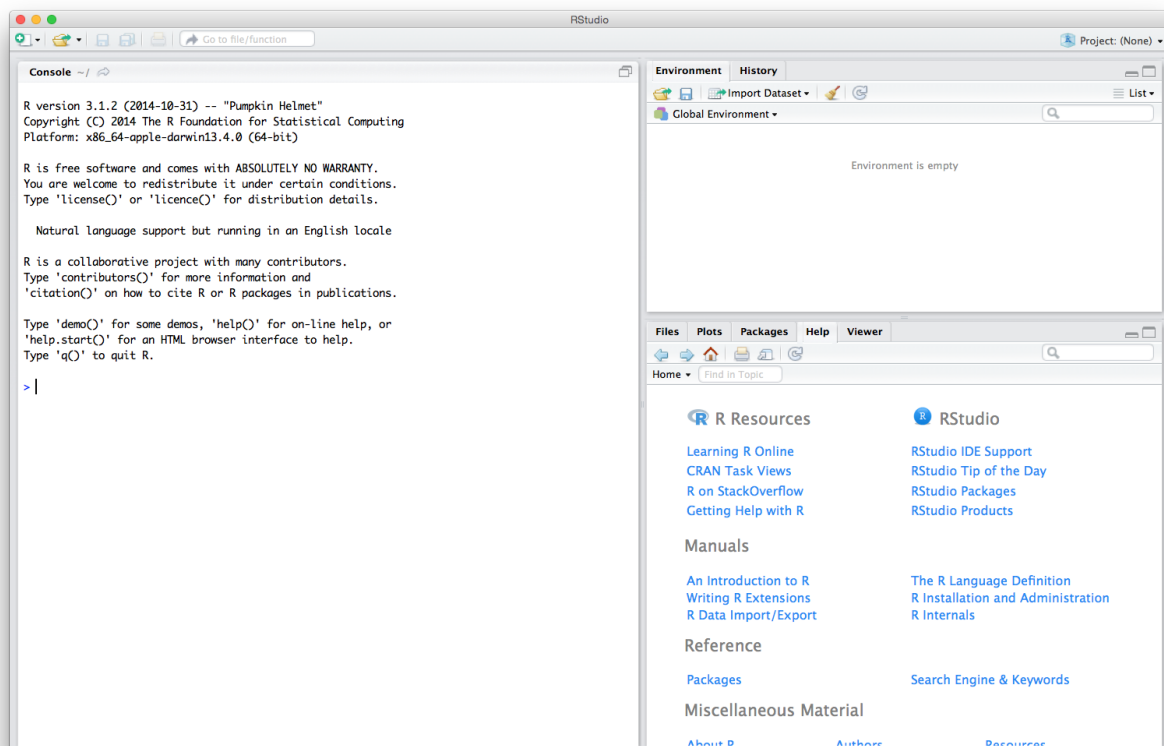 RStudio
Go to file/function
Project: (None)
Console ~/
R version 3.1.2 (2014-10-31) -- "Pumpkin Helmet"
Copyright (C) 2014 The R Foundation for Statistical Computing
Platform: x86_64-apple-darwin13.4.0 (64-bit)
R is free software and comes with ABSOLUTELY NO WARRANTY.
You are welcome to redistribute it under certain conditions.
Type 'license()' or 'licence()' for distribution details.
Natural language support but running in an English locale
R is a collaborative project with many contributors.
Type 'contributors()' for more information and
'citation()' on how to cite R or R packages in publications.
Type 'demo()' for some demos, 'help()' for on-line help, or
'help.start()' for an HTML browser interface to help.
Type 'q()' to quit R.
>
Environment History
Import Dataset List
Global Environment
Environment is empty
Files Plots Packages Help Viewer
Home Find in Topic
R R Resources
R RStudio
Learning R Online RStudio IDE Support
CRAN Task Views RStudio Tip of the Day
R on StackOverflow RStudio Packages
Getting Help with R RStudio Products
Manuals
An Introduction to R The R Language Definition
Writing R Extensions R Installation and Administration
R Data Import/Export R Internals
Reference
Packages Search Engine & Keywords
Miscellaneous Material
About R Authors Resources